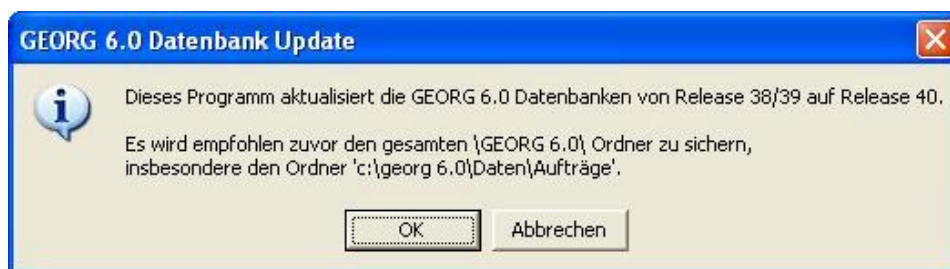 GEORG 6.0 Datenbank Update
Dieses Programm aktualisiert die GEORG 6.0 Datenbanken von Release 38/39 auf Release 40.
Es wird empfohlen zuvor den gesamten \GEORG 6.0\ Ordner zu sichern,
insbesondere den Ordner 'c:\georg 6.0\Daten\Aufträge'.
OK
Abbrechen